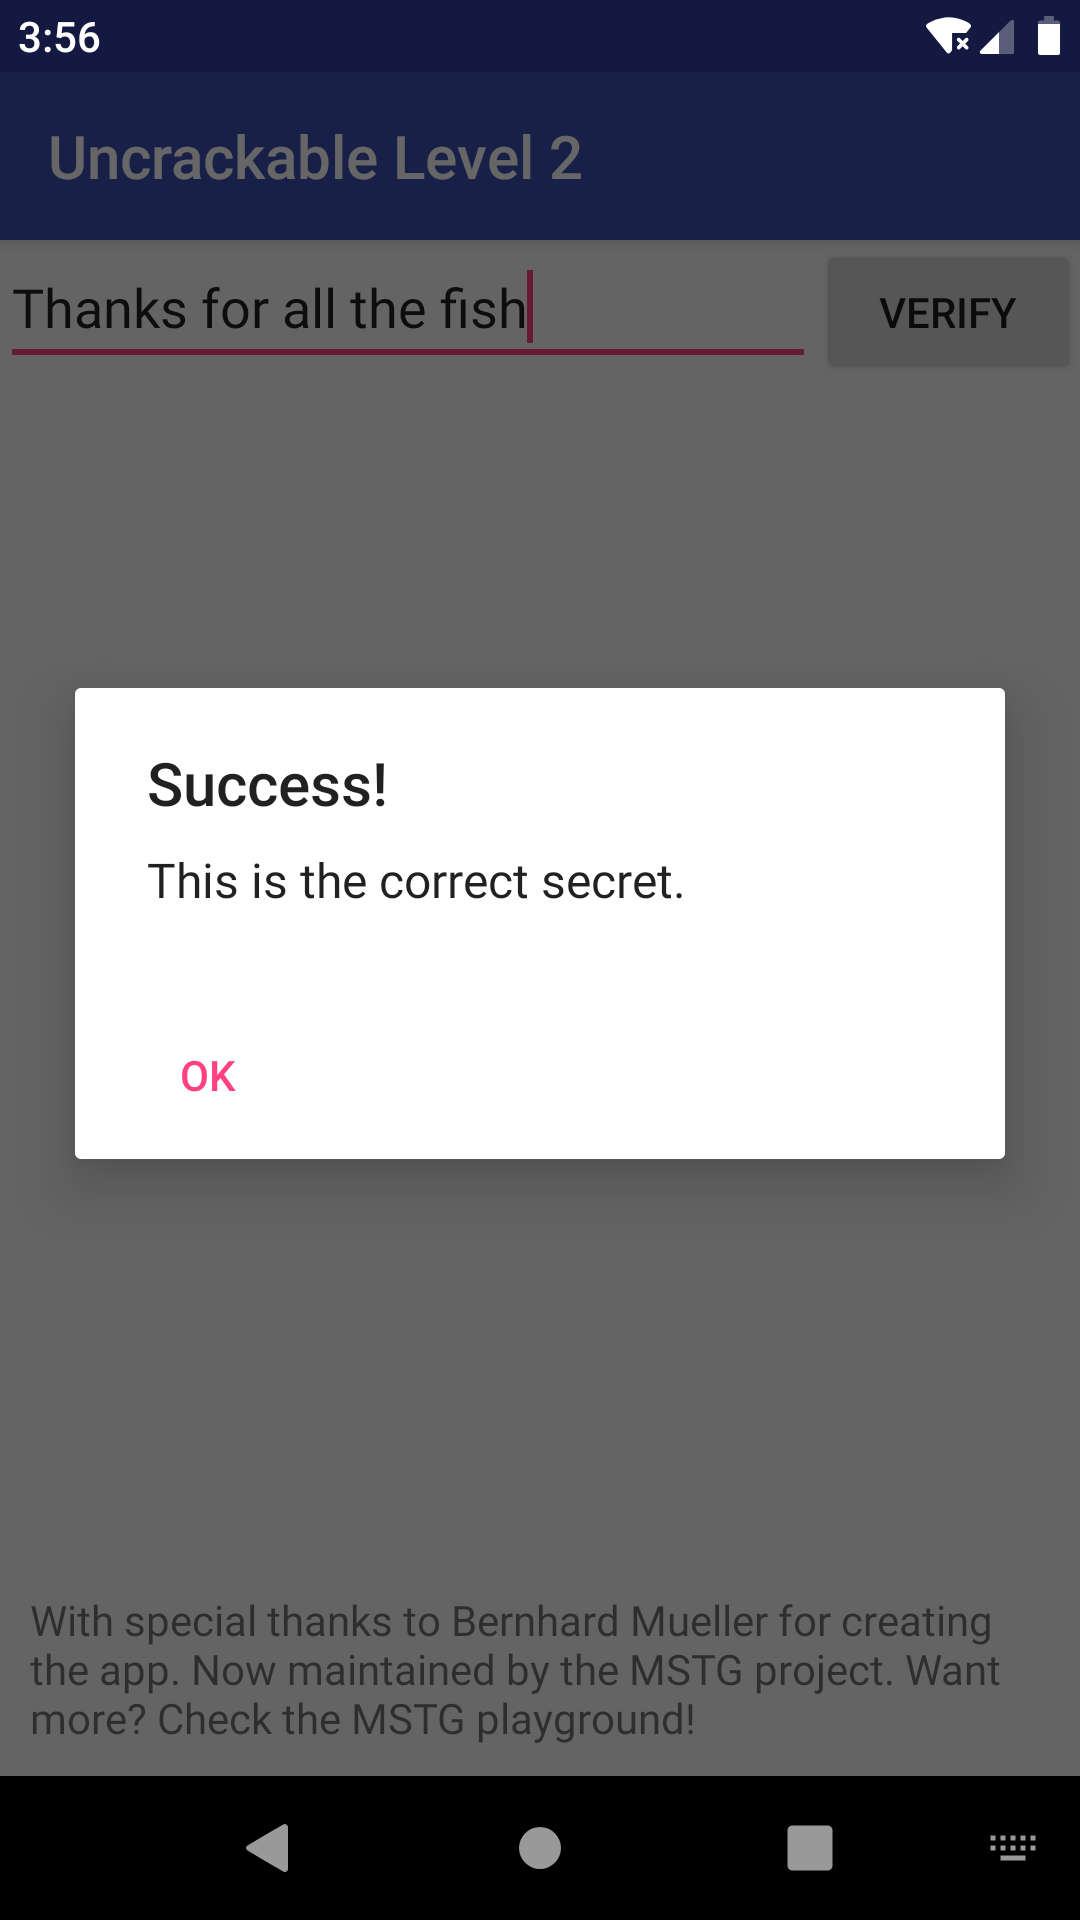 3:56
Uncrackable Level 2
Thanks for all the fish
VERIFY
Success!
This is the correct secret.
OK
With special thanks to Bernhard Mueller for creating
the app. Now maintained by the MSTG project. Want
more? Check the MSTG playground!